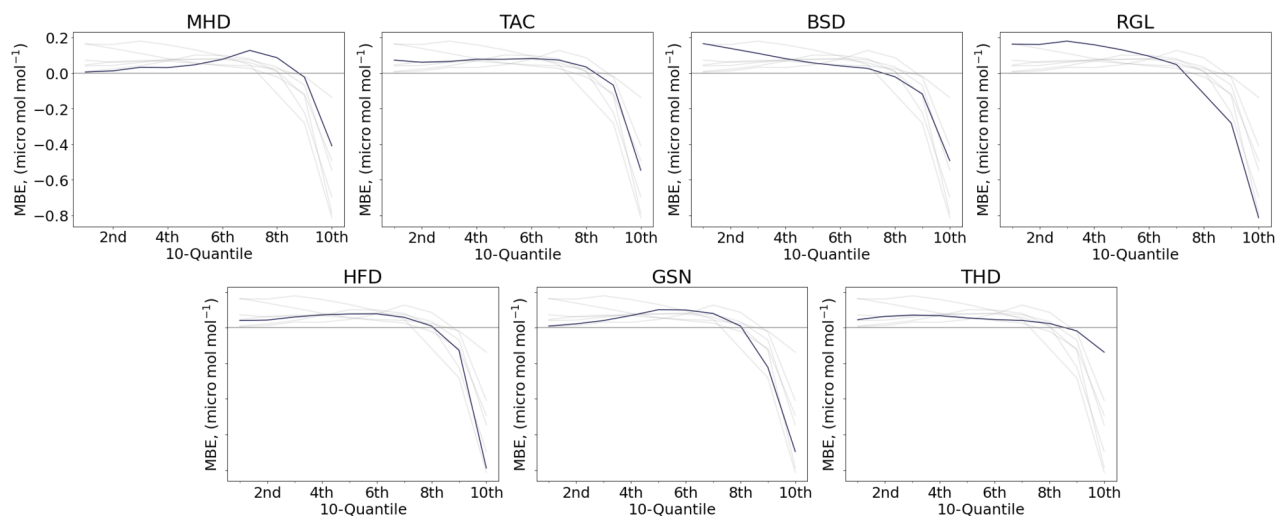 MHD TAC BSD RGL
MBE, (micro mol mol⁻¹) MBE, (micro mol mol⁻¹) MBE, (micro mol mol⁻¹) MBE, (micro mol mol⁻¹)
0.2
0.0
−0.2
−0.4
−0.6
−0.8
2nd 4th 6th 8th 10th 2nd 4th 6th 8th 10th 2nd 4th 6th 8th 10th 2nd 4th 6th 8th 10th
10-Quantile 10-Quantile 10-Quantile 10-Quantile
HFD GSN THD
MBE, (micro mol mol⁻¹) MBE, (micro mol mol⁻¹) MBE, (micro mol mol⁻¹)
2nd 4th 6th 8th 10th 2nd 4th 6th 8th 10th 2nd 4th 6th 8th 10th
10-Quantile 10-Quantile 10-Quantile